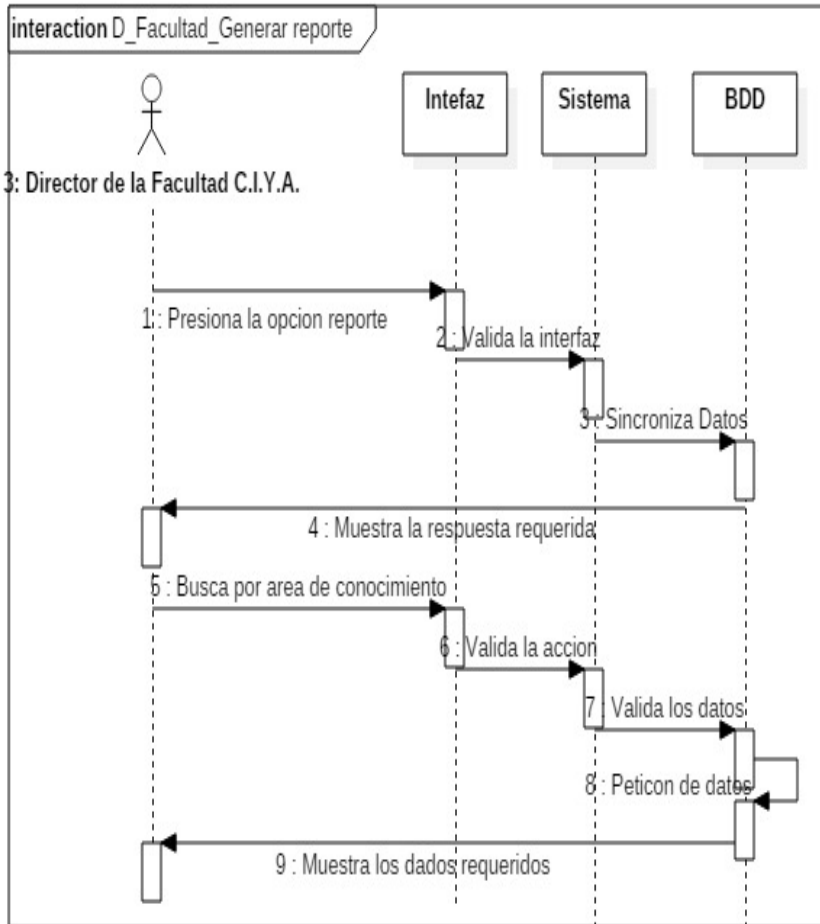 interaction D_Facultad_Generar reporte
Intefaz
Sistema
BDD
3: Director de la Facultad C.I.Y.A.
1 : Presiona la opcion reporte
2 : Valida la interfaz
3 : Sincroniza Datos
4 : Muestra la respuesta requerida
5 : Busca por area de conocimiento
6 : Valida la accion
7 : Valida los datos
8 : Peticon de datos
9 : Muestra los dados requeridos